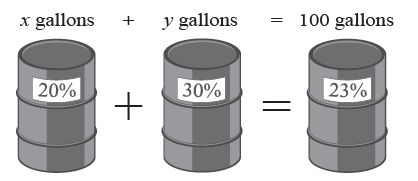 x gallons + y gallons = 100 gallons
20% + 30% = 23%